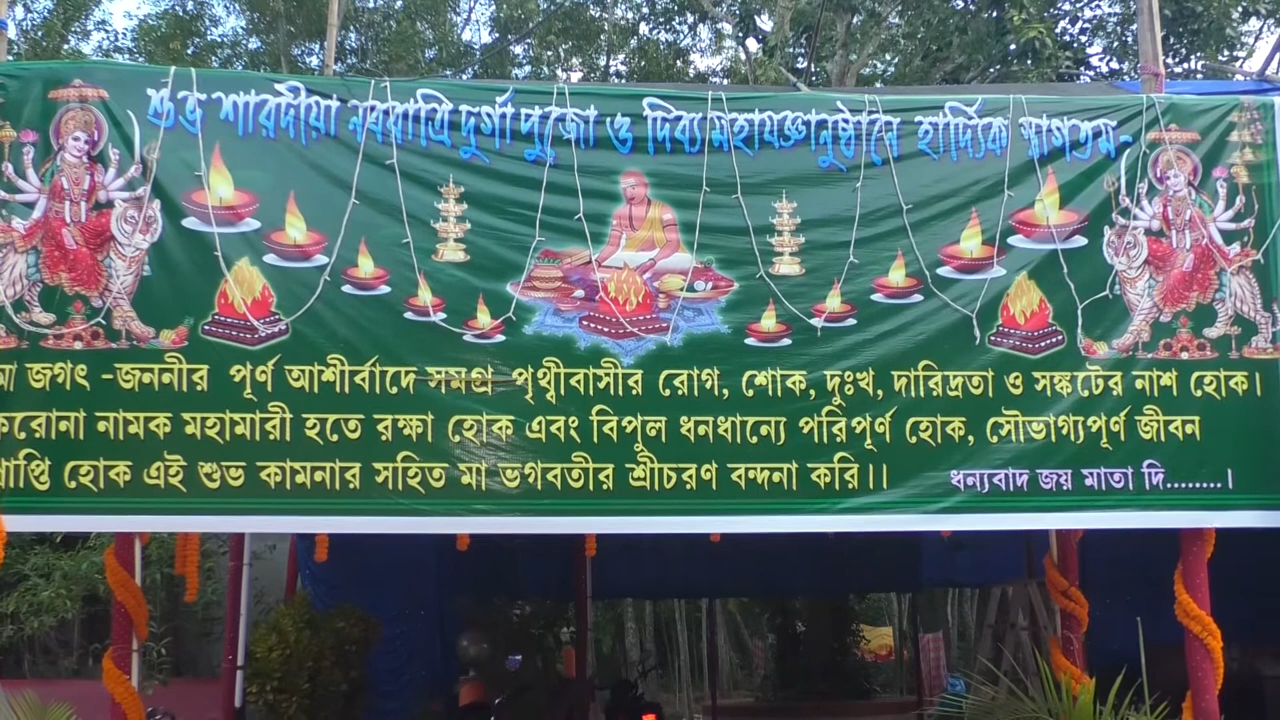 শুভ শারদীয়া নবরাত্রি দুর্গা পুজো ও দিব্য মহাযজ্ঞানুষ্ঠানে হার্দ্দিক স্বাগতম-
মা জগৎ -জননীর পূর্ণ আশীর্বাদে সমগ্র পৃথ্বীবাসীর রোগ, শোক, দুঃখ, দারিদ্রতা ও সঙ্কটের নাশ হোক।
করোনা নামক মহামারী হতে রক্ষা হোক এবং বিপুল ধনধান্যে পরিপূর্ণ হোক, সৌভাগ্যপূর্ণ জীবন
প্রাপ্তি হোক এই শুভ কামনার সহিত মা ভগবতীর শ্রীচরণ বন্দনা করি।।
ধন্যবাদ জয় মাতা দি........।